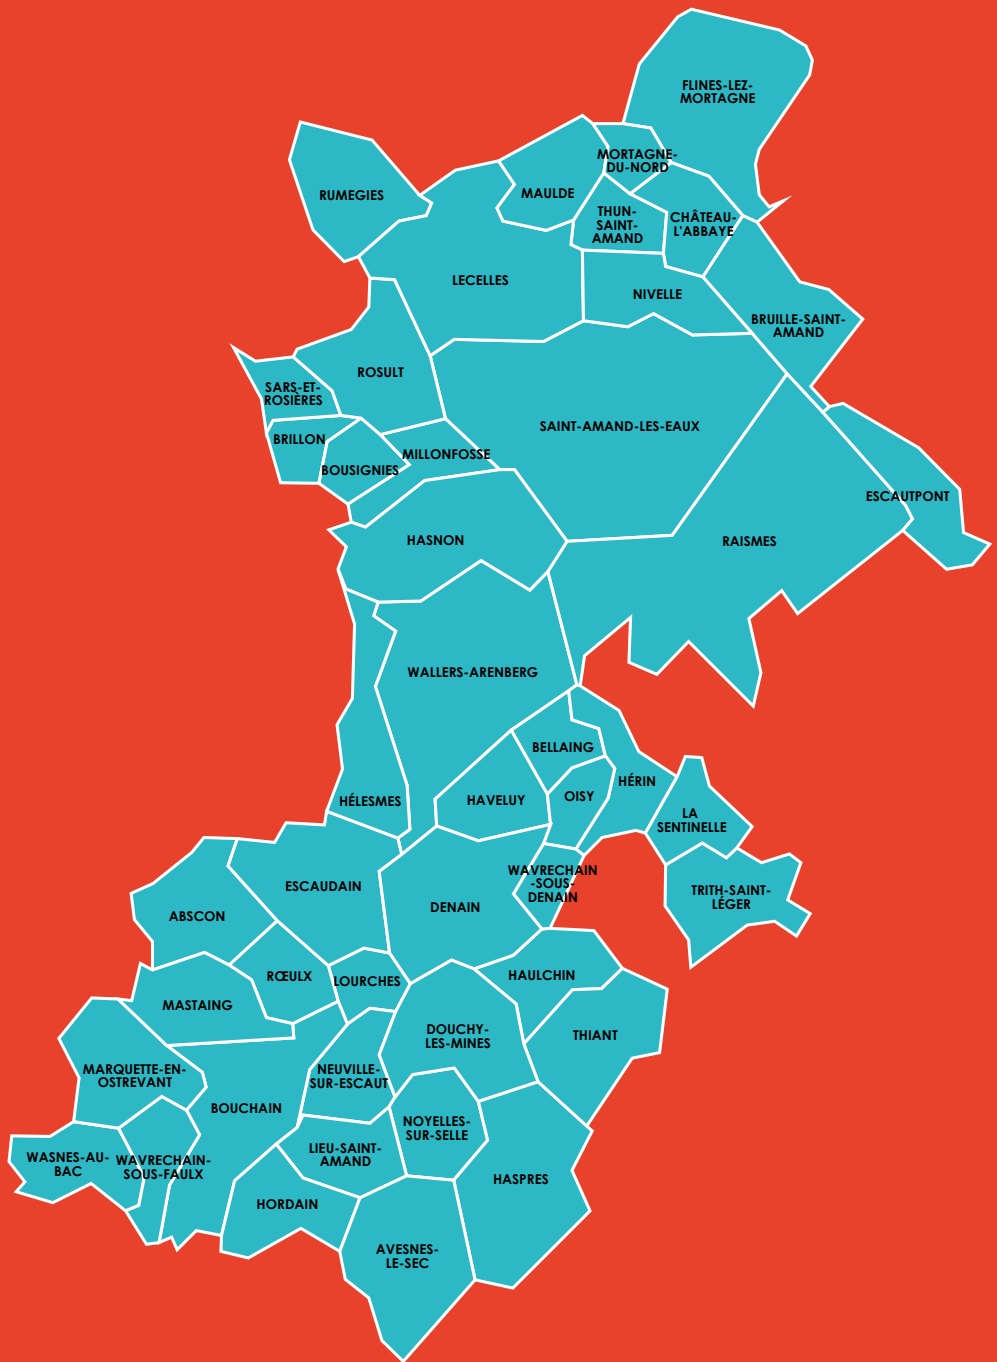 FLINES-LEZ-
MORTAGNE
MORTAGNE-
DU-NORD
RUMEGIES
MAULDE
THUN-
SAINT-
AMAND
CHÂTEAU-
L'ABBAYE
LECELLES
NIVELLE
BRUILLE-SAINT-
AMAND
ROSULT
SARS-ET-
ROSIÈRES
SAINT-AMAND-LES-EAUX
BRILLON
MILLONFOSSE
BOUSIGNIES
ESCAUTPONT
HASNON
RAISMES
WALLERS-ARENBERG
BELLAING
HÉRIN
OISY
HÉLESMES
HAVELUY
LA
SENTINELLE
WAVRECHAIN
-SOUS-
DENAIN
ESCAUDAIN
TRITH-SAINT-
LÉGER
DENAIN
ABSCON
RŒULX
LOURCHES
HAULCHIN
MASTAING
DOUCHY-
LES-MINES
THIANT
MARQUETTE-EN-
OSTREVANT
NEUVILLE-
SUR-ESCAUT
BOUCHAIN
NOYELLES-
SUR-SELLE
LIEU-SAINT-
AMAND
WASNES-AU-
BAC
WAVRECHAIN-
SOUS-FAULX
HASPRES
HORDAIN
AVESNES-
LE-SEC